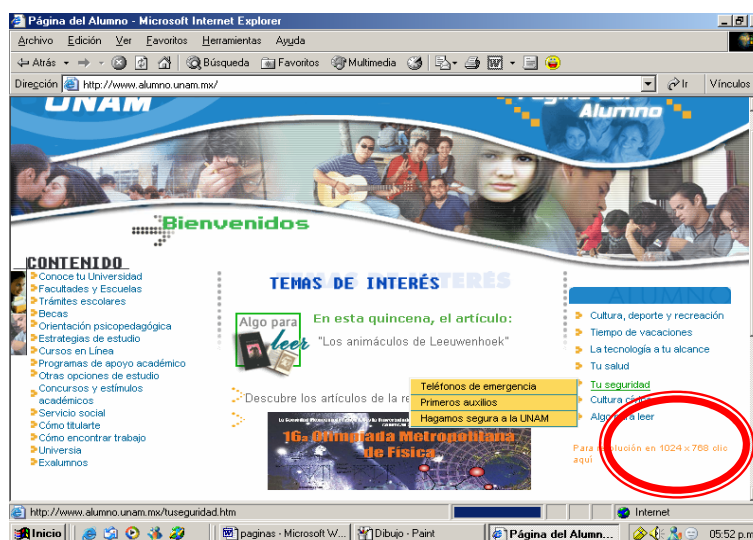 Página del Alumno - Microsoft Internet Explorer
Archivo Edición Ver Favoritos Herramientas Ayuda
Atrás Búsqueda Favoritos Multimedia
Dirección http://www.alumno.unam.mx/ Ir Vínculos
UNAM
Página del
Alumno
Bienvenidos
CONTENIDO
Conoce tu Universidad
Facultades y Escuelas
Trámites escolares
Becas
Orientación psicopedagógica
Estrategias de estudio
Cursos en Línea
Programas de apoyo académico
Otras opciones de estudio
Concursos y estímulos
académicos
Servicio social
Cómo titularte
Cómo encontrar trabajo
Universia
Exalumnos
TEMAS DE INTERÉS
Algo para
leer
En esta quincena, el artículo:
"Los animáculos de Leeuwenhoek"
Descubre los artículos de la
Teléfonos de emergencia
Primeros auxilios
Hagamos segura a la UNAM
16a Olimpiada Metropolitana
de Física
ALUMNO
Cultura, deporte y recreación
Tiempo de vacaciones
La tecnología a tu alcance
Tu salud
Tu seguridad
Cultura
Algo para leer
Para resolución en 1024 x 768 clic
aquí
http://www.alumno.unam.mx/tuseguridad.htm Internet
Inicio paginas - Microsoft W... Dibujo - Paint Página del Alumn... 05:52 p.m.